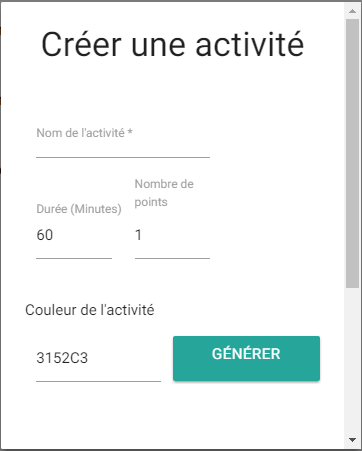 Créer une activité
Nom de l'activité *
Nombre de
points
Durée (Minutes)
60
1
Couleur de l'activité
3152C3
GÉNÉRER